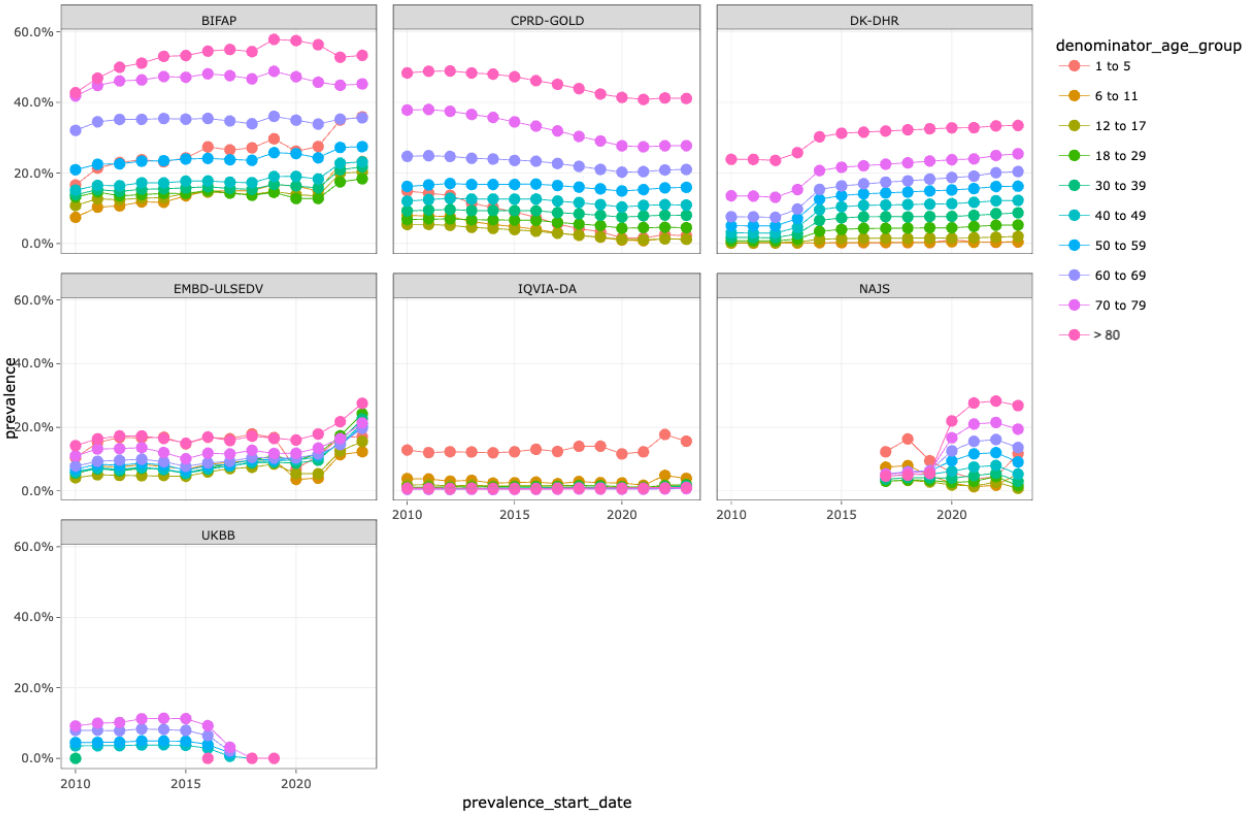 BIFAP CPRD-GOLD DK-DHR
60.0%
40.0%
20.0%
0.0%
denominator_age_group
1 to 5
6 to 11
12 to 17
18 to 29
30 to 39
40 to 49
50 to 59
60 to 69
70 to 79
> 80
EMBD-ULSEDV IQVIA-DA NAJS
60.0%
40.0%
20.0%
0.0%
2010 2015 2020 2010 2015 2020
prevalence
UKBB
60.0%
40.0%
20.0%
0.0%
2010 2015 2020
prevalence_start_date